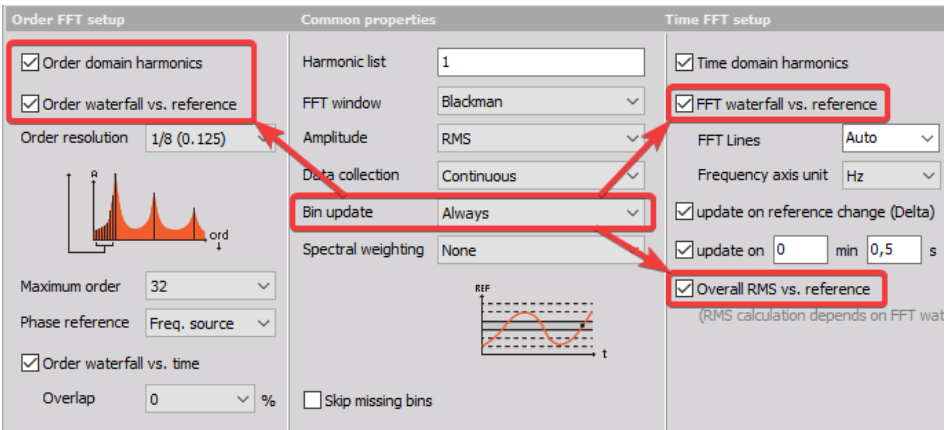 Order FFT setup
Common properties
Time FFT setup
Order domain harmonics
Order waterfall vs. reference
Order resolution 1/8 (0.125)
A
ord
Maximum order 32
Phase reference Freq. source
Order waterfall vs. time
Overlap 0 %
Harmonic list 1
FFT window Blackman
Amplitude RMS
Data collection Continuous
Bin update Always
Spectral weighting None
REF
t
Skip missing bins
Time domain harmonics
FFT waterfall vs. reference
FFT Lines Auto
Frequency axis unit Hz
update on reference change (Delta)
update on 0 min 0,5 s
Overall RMS vs. reference
(RMS calculation depends on FFT wat